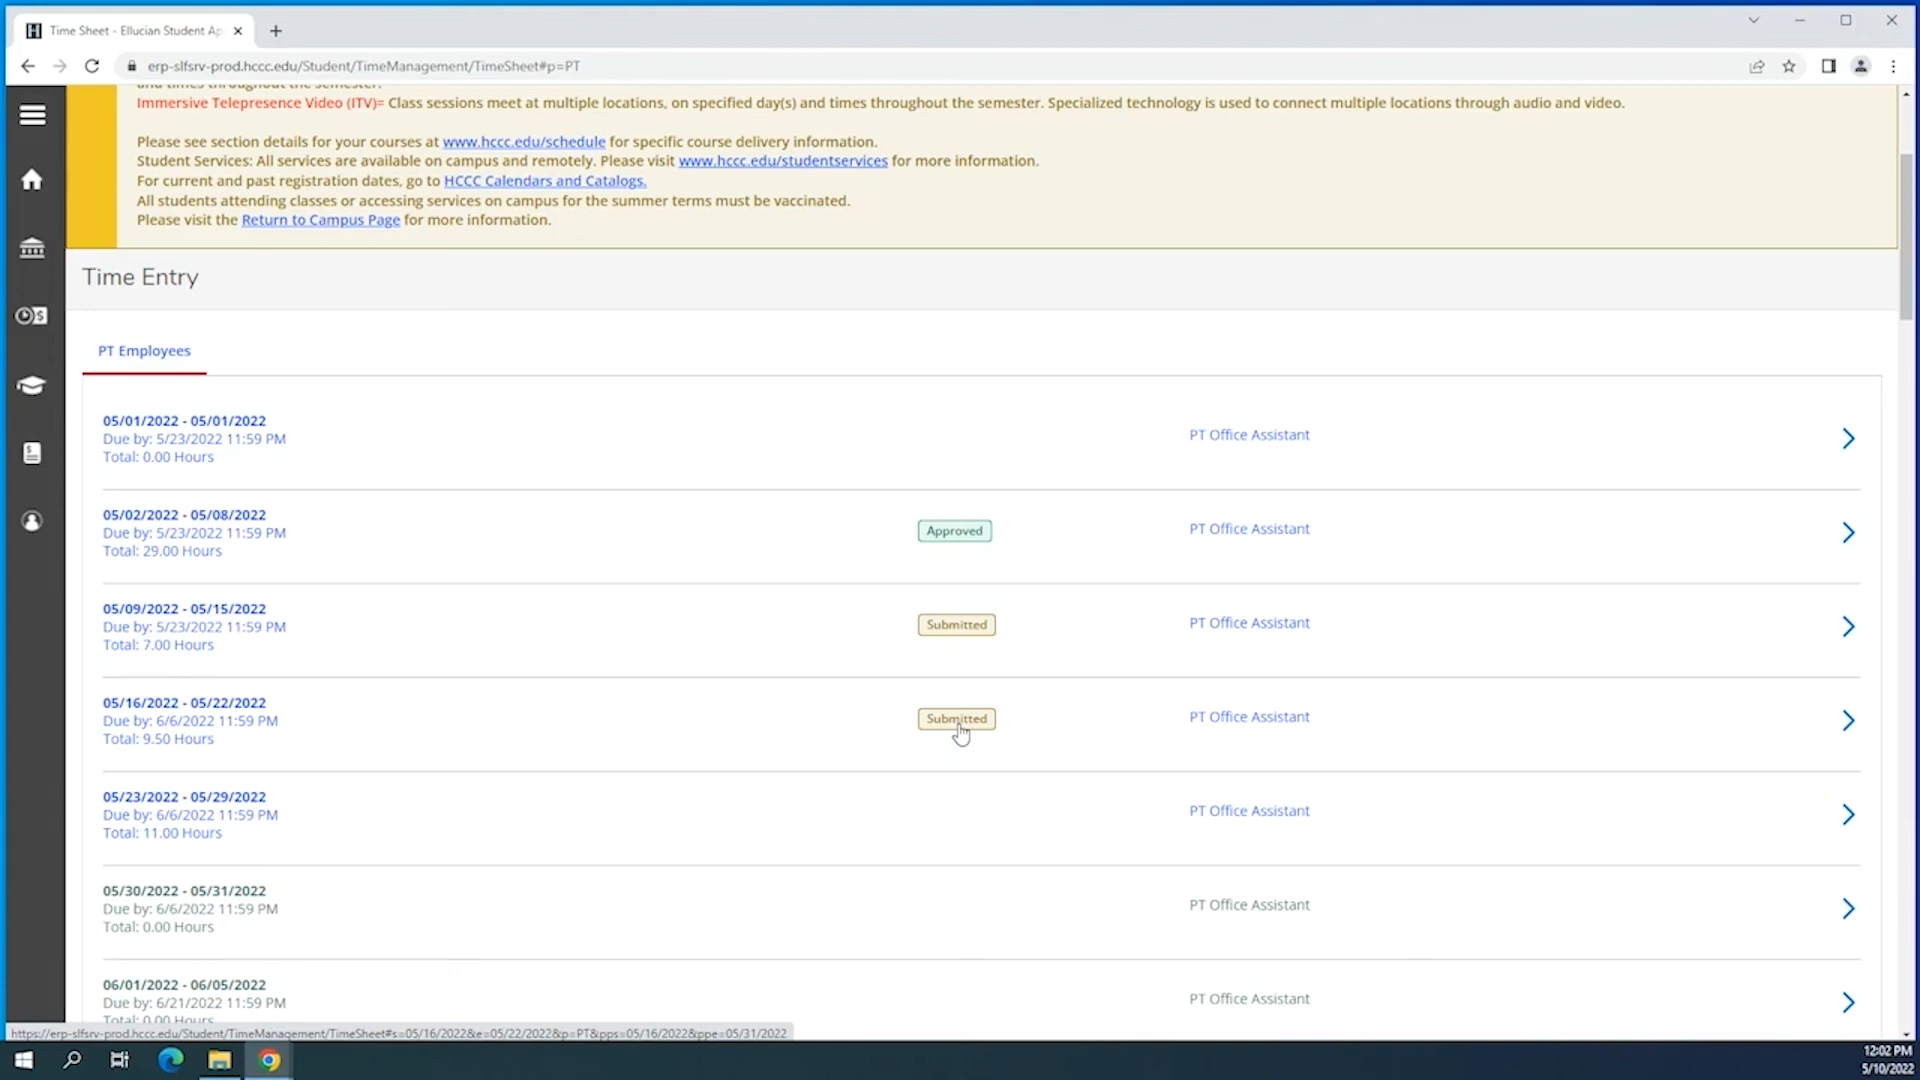 Time Sheet - Ellucian Student Ap
erp-slfsrv-prod.hccc.edu/Student/TimeManagement/TimeSheet#p=PT
and times throughout the semester.
Immersive Telepresence Video (ITV)= Class sessions meet at multiple locations, on specified day(s) and times throughout the semester. Specialized technology is used to connect multiple locations through audio and video.
Please see section details for your courses at www.hccc.edu/schedule for specific course delivery information.
Student Services: All services are available on campus and remotely. Please visit www.hccc.edu/studentservices for more information.
For current and past registration dates, go to HCCC Calendars and Catalogs.
All students attending classes or accessing services on campus for the summer terms must be vaccinated.
Please visit the Return to Campus Page for more information.
Time Entry
PT Employees
05/01/2022 - 05/01/2022
Due by: 5/23/2022 11:59 PM
Total: 0.00 Hours
PT Office Assistant
05/02/2022 - 05/08/2022
Due by: 5/23/2022 11:59 PM
Total: 29.00 Hours
Approved
PT Office Assistant
05/09/2022 - 05/15/2022
Due by: 5/23/2022 11:59 PM
Total: 7.00 Hours
Submitted
PT Office Assistant
05/16/2022 - 05/22/2022
Due by: 6/6/2022 11:59 PM
Total: 9.50 Hours
Submitted
PT Office Assistant
05/23/2022 - 05/29/2022
Due by: 6/6/2022 11:59 PM
Total: 11.00 Hours
PT Office Assistant
05/30/2022 - 05/31/2022
Due by: 6/6/2022 11:59 PM
Total: 0.00 Hours
PT Office Assistant
06/01/2022 - 06/05/2022
Due by: 6/21/2022 11:59 PM
Total: 0.00 Hours
PT Office Assistant
https://erp-slfsrv-prod.hccc.edu/Student/TimeManagement/TimeSheet#s=05/16/2022&e=05/22/2022&p=PT&pps=05/16/2022&ppe=05/31/2022
12:02 PM
5/10/2022